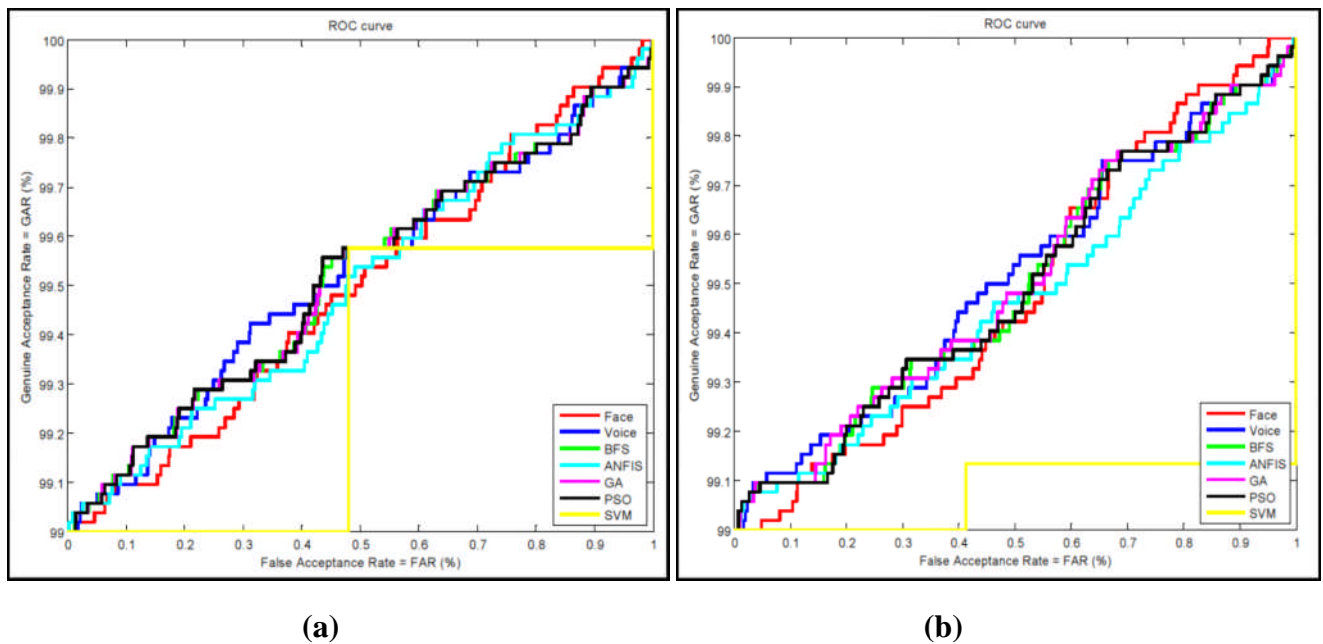 ROC curve
Genuine Acceptance Rate = GAR (%)
100
99.9
99.8
99.7
99.6
99.5
99.4
99.3
99.2
99.1
99
0 0.1 0.2 0.3 0.4 0.5 0.6 0.7 0.8 0.9 1
False Acceptance Rate = FAR (%)
Face
Voice
BFS
ANFIS
GA
PSO
SVM
(a)
ROC curve
Genuine Acceptance Rate = GAR (%)
100
99.9
99.8
99.7
99.6
99.5
99.4
99.3
99.2
99.1
99
0 0.1 0.2 0.3 0.4 0.5 0.6 0.7 0.8 0.9 1
False Acceptance Rate = FAR (%)
Face
Voice
BFS
ANFIS
GA
PSO
SVM
(b)